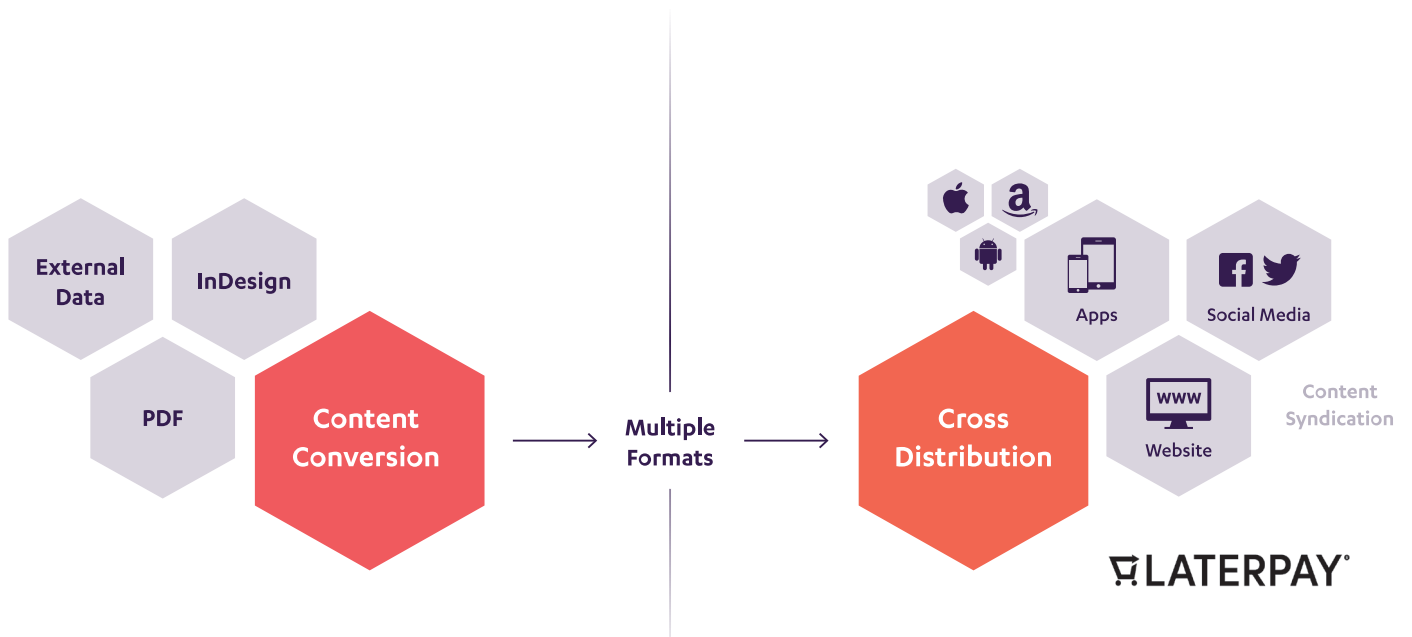 External
Data
InDesign
PDF
Content
Conversion
Multiple
Formats
Cross
Distribution
a
Apps
Social Media
www
Website
Content
Syndication
LATERPAY